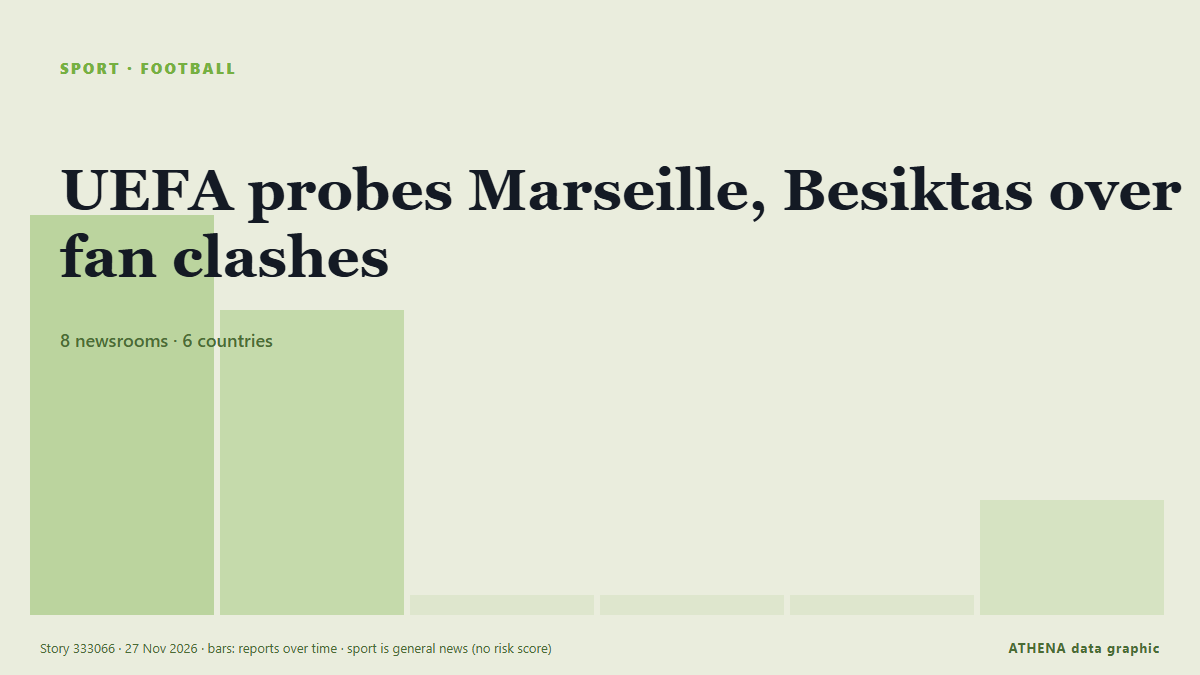 SPORT · FOOTBALL
UEFA probes Marseille, Besiktas over
fan clashes
8 newsrooms · 6 countries
Story 333066 · 27 Nov 2026 · bars: reports over time · sport is general news (no risk score)
ATHENA data graphic